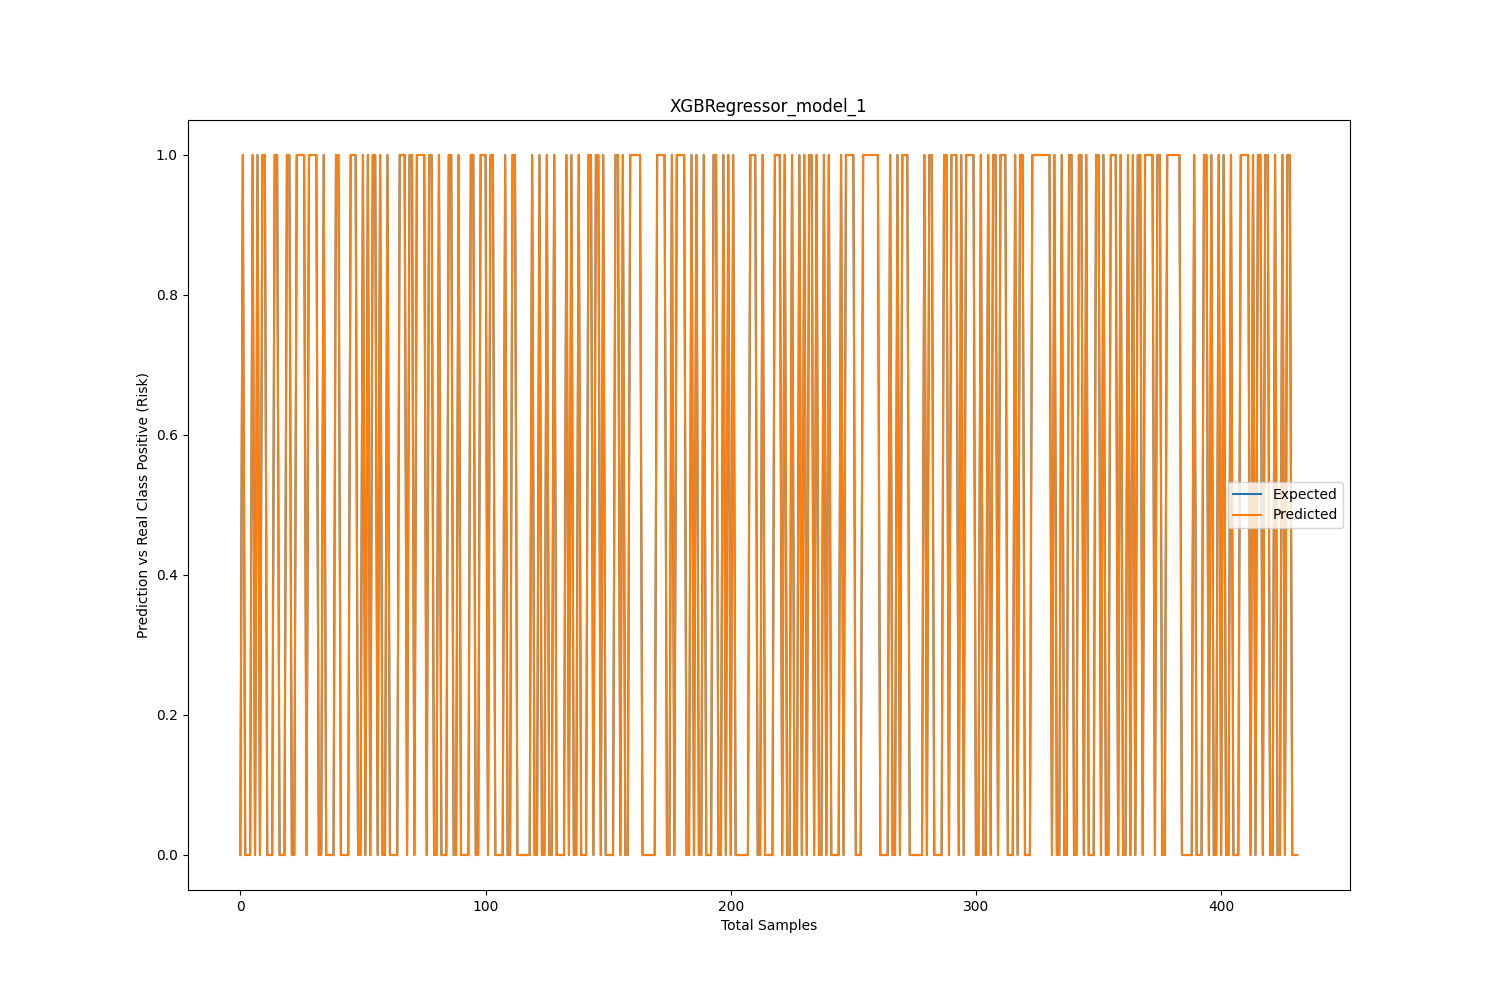 XGBRegressor_model_1
1.0
0.8
0.6
0.4
0.2
0.0
Prediction vs Real Class Positive (Risk)
Expected
Predicted
0
100
200
300
400
Total Samples